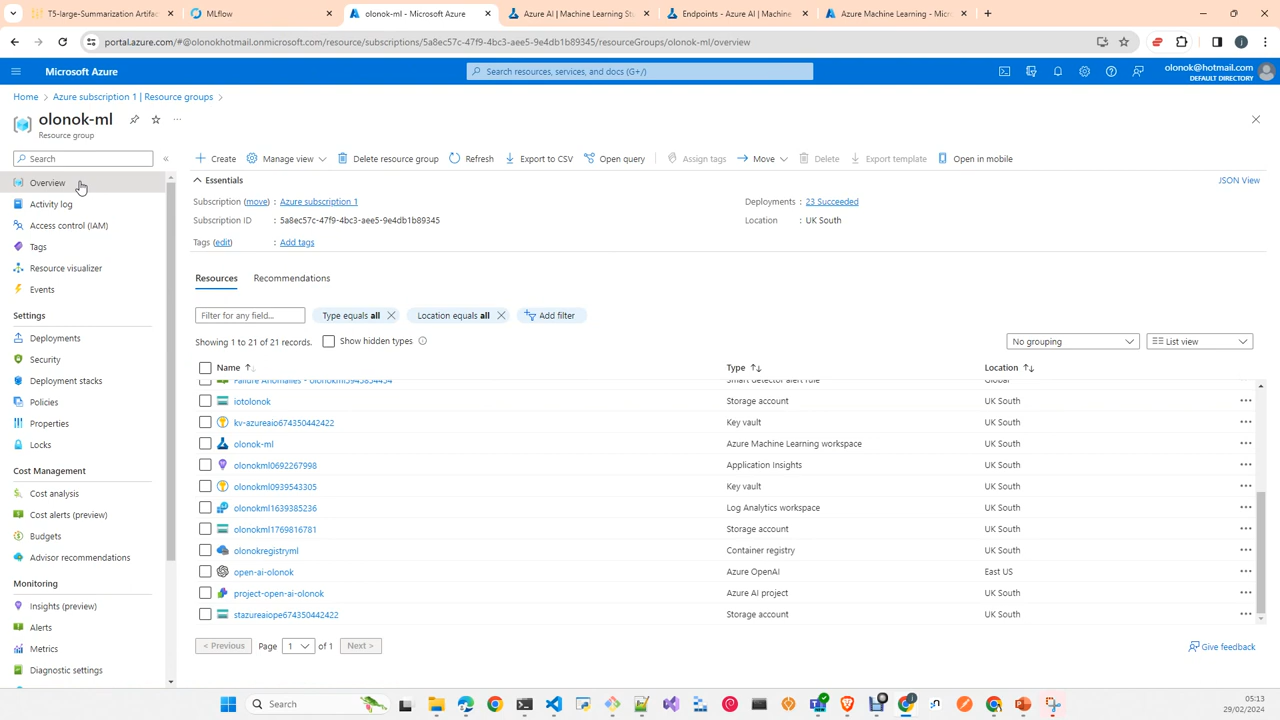 T5-large-Summarization Artifac
MLflow
olonok-ml - Microsoft Azure
Azure AI | Machine Learning St
Endpoints - Azure AI | Machine
Azure Machine Learning - Micro
portal.azure.com/#@olonokhotmail.onmicrosoft.com/resource/subscriptions/5a8ec57c-47f9-4bc3-aee5-9e4db1b89345/resourceGroups/olonok-ml/overview
Microsoft Azure
Search resources, services, and docs (G+/)
olonok@hotmail.com
DEFAULT DIRECTORY
Home > Azure subscription 1 | Resource groups >
olonok-ml
Resource group
Search
Create
Manage view
Delete resource group
Refresh
Export to CSV
Open query
Assign tags
Move
Delete
Export template
Open in mobile
Overview
Activity log
Access control (IAM)
Tags
Resource visualizer
Events
Settings
Deployments
Security
Deployment stacks
Policies
Properties
Locks
Cost Management
Cost analysis
Cost alerts (preview)
Budgets
Advisor recommendations
Monitoring
Insights (preview)
Alerts
Metrics
Diagnostic settings
Essentials
JSON View
Subscription (move) : Azure subscription 1
Deployments : 23 Succeeded
Subscription ID : 5a8ec57c-47f9-4bc3-aee5-9e4db1b89345
Location : UK South
Tags (edit) : Add tags
Resources Recommendations
Filter for any field...
Type equals all
Location equals all
Add filter
Showing 1 to 21 of 21 records.
Show hidden types
No grouping
List view
Name Type Location
Failure Anomalies - Smart detector alert rule Global
iotolonok Storage account UK South
kv-azureaio674350442422 Key vault UK South
olonok-ml Azure Machine Learning workspace UK South
olonokml0692267998 Application Insights UK South
olonokml0939543305 Key vault UK South
olonokml1639385236 Log Analytics workspace UK South
olonokml1769816781 Storage account UK South
olonokregistryml Container registry UK South
open-ai-olonok Azure OpenAI East US
project-open-ai-olonok Azure AI project UK South
stazureaiope674350442422 Storage account UK South
< Previous Page 1 of 1 Next >
Give feedback
Search
05:13
29/02/2024